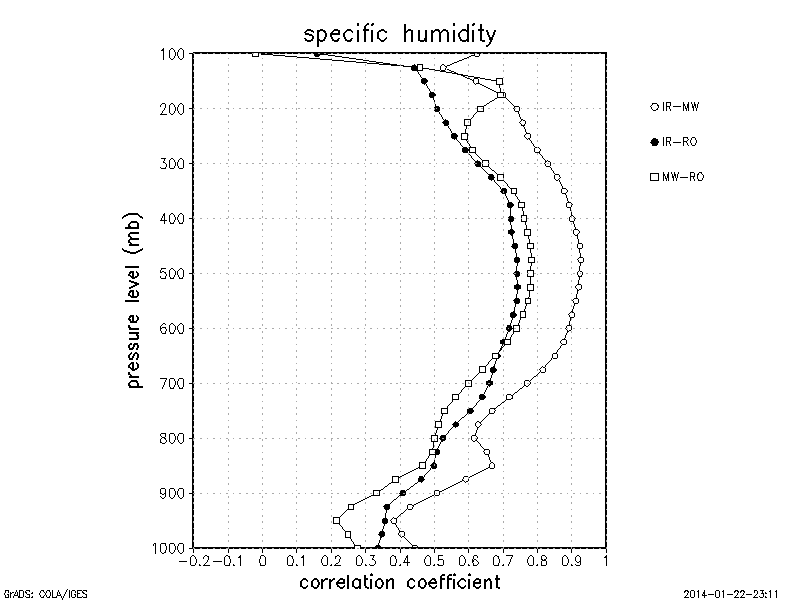 specific humidity
100
200
300
400
500
600
700
800
900
1000
pressure level (mb)
-0.2 -0.1 0 0.1 0.2 0.3 0.4 0.5 0.6 0.7 0.8 0.9 1
correlation coefficient
IR-MW
IR-RO
MW-RO
GrADS: COLA/IGES
2014-01-22-23:11